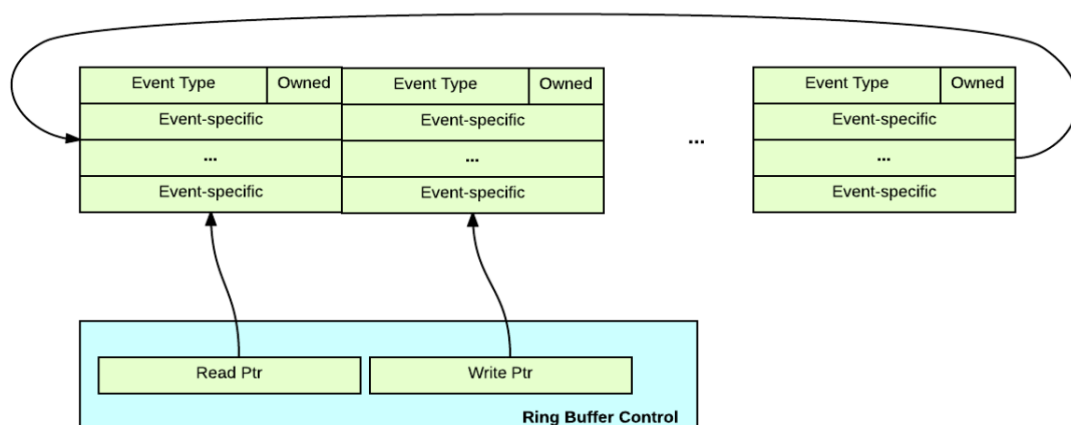 Event Type Owned Event Type Owned Event Type Owned
Event-specific Event-specific Event-specific
... ... ... ...
Event-specific Event-specific Event-specific
Read Ptr Write Ptr
Ring Buffer Control